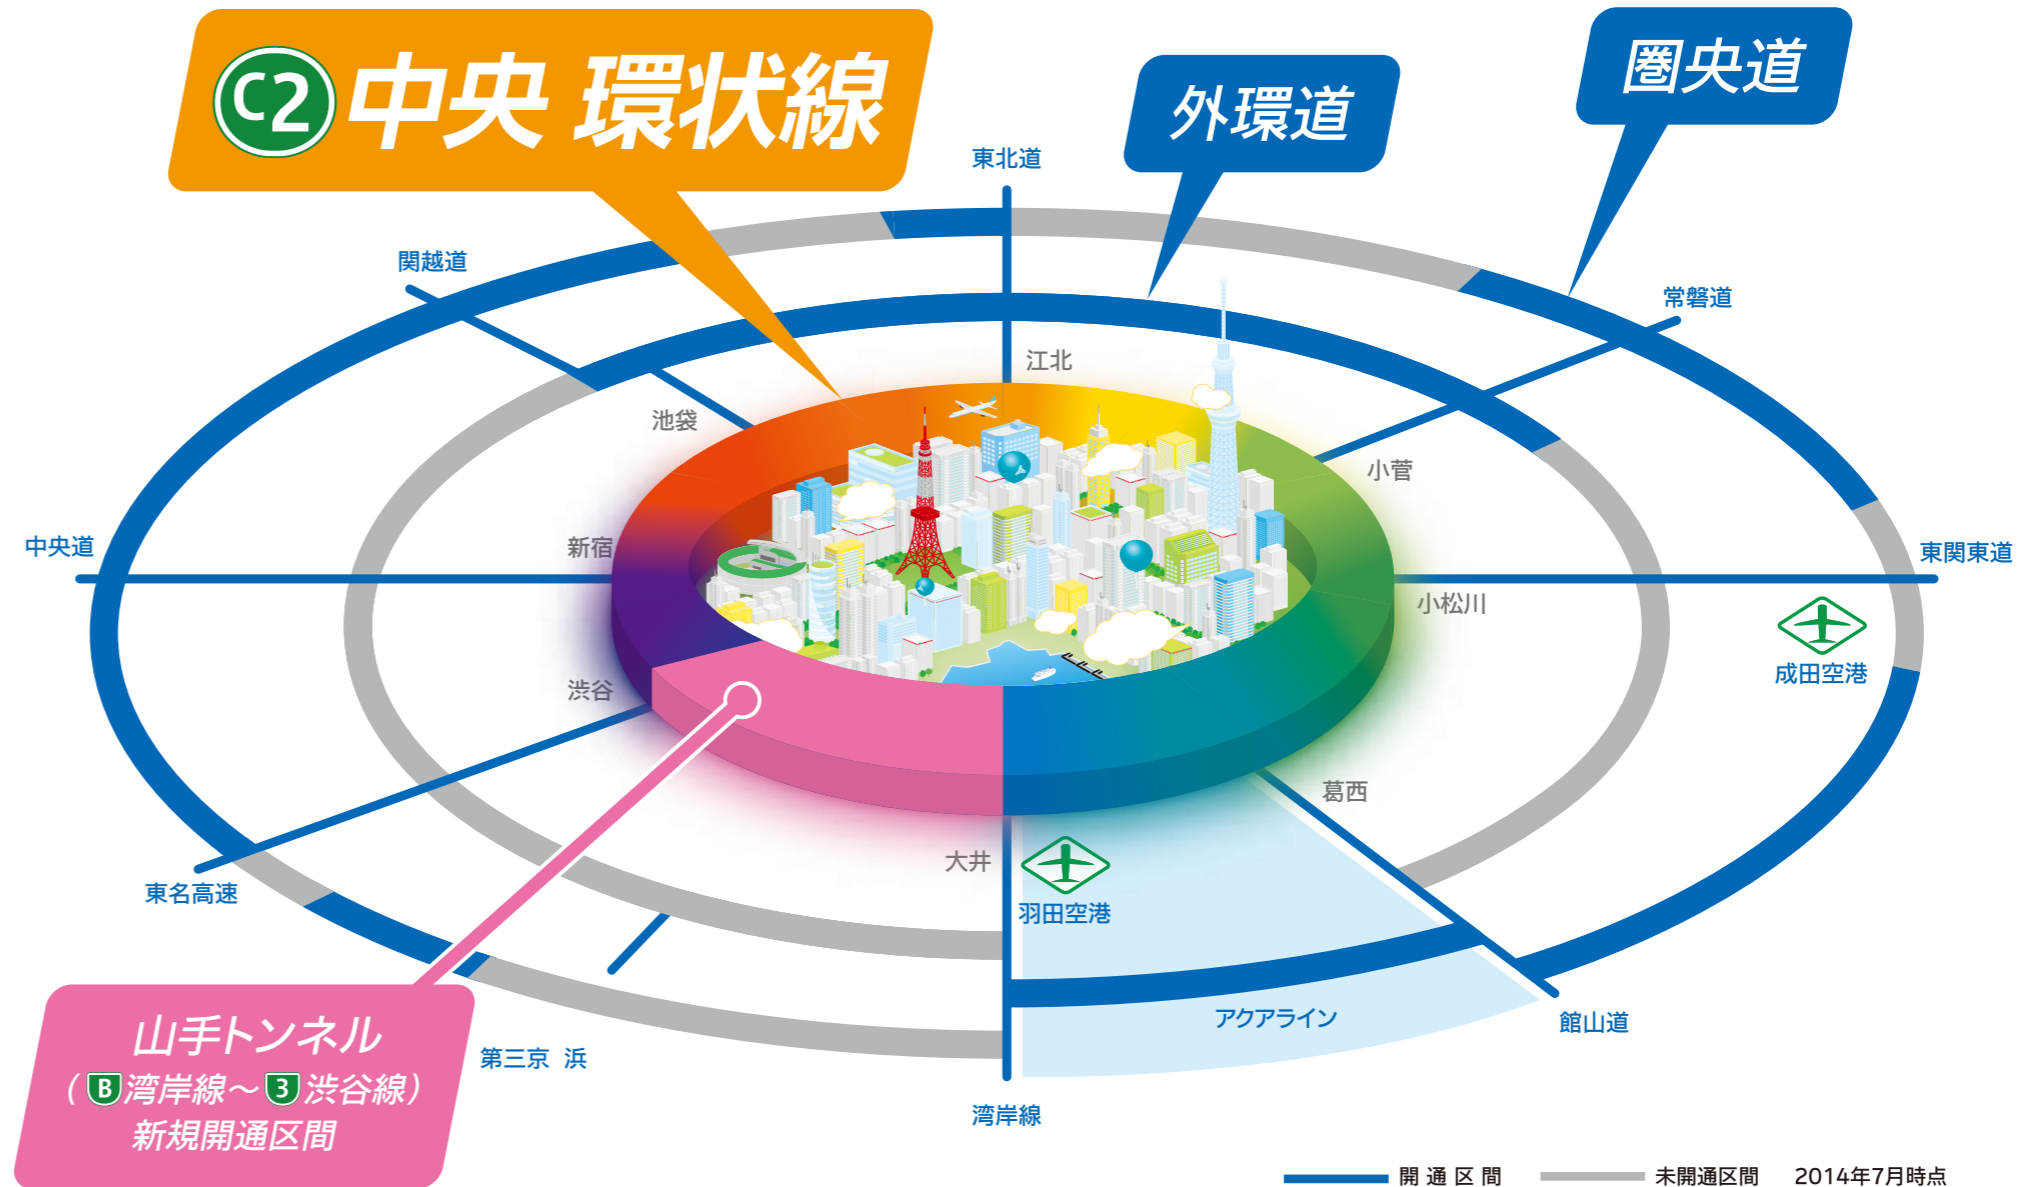 C2 中央 環状線
外環道
圏央道
東北道
関越道
常磐道
江北
池袋
小菅
新宿
中央道
東関東道
小松川
成田空港
渋谷
葛西
大井
羽田空港
東名高速
アクアライン
館山道
山手トンネル
（B湾岸線～3渋谷線）
新規開通区間
第三京 浜
湾岸線
開通区間 未開通区間 2014年7月時点